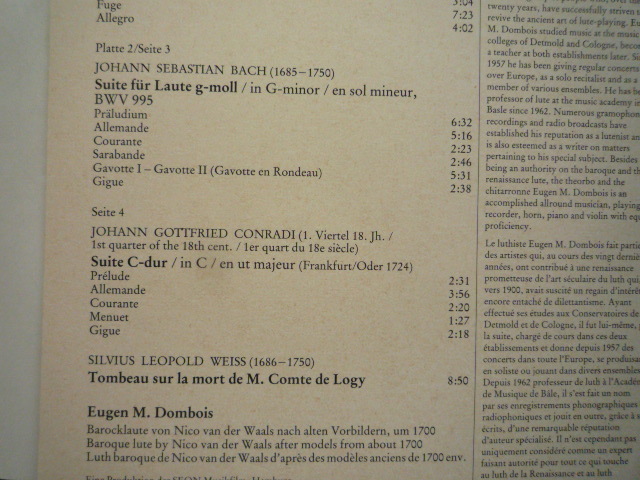 Fuge 3:04
Allegro 7:23
4:02
Platte 2/Seite 3
JOHANN SEBASTIAN BACH (1685–1750)
Suite für Laute g-moll / in G-minor / en sol mineur,
BWV 995
Präludium
Allemande 6:32
Courante 5:16
Sarabande 2:23
Gavotte I – Gavotte II (Gavotte en Rondeau) 2:46
Gigue 5:31
2:38
Seite 4
JOHANN GOTTFRIED CONRADI (1. Viertel 18. Jh. /
1st quarter of the 18th cent. / 1er quart du 18e siècle)
Suite C-dur / in C / en ut majeur (Frankfurt/Oder 1724)
Prélude 2:31
Allemande 3:56
Courante 2:20
Menuet 1:27
Gigue 2:18
SILVIUS LEOPOLD WEISS (1686–1750)
Tombeau sur la mort de M. Comte de Logy 8:50
Eugen M. Dombois
Barocklaute von Nico van der Waals nach alten Vorbildern, um 1700
Baroque lute by Nico van der Waals after models from about 1700
Luth baroque de Nico van der Waals d'après des modèles anciens de 1700 env.
Eine Produktion der SEON Musikfilm
twenty years, have successfully striven
revive the ancient art of lute-playing. Eu
M. Dombois studied music at the music
colleges of Detmold and Cologne, becom
a teacher at both establishments later. Si
1957 he has been giving regular concerts
over Europe, as a solo recitalist and as a
member of various ensembles. He has be
professor of lute at the music academy i
Basle since 1962. Numerous gramophon
recordings and radio broadcasts have
established his reputation as a lutenist an
is also esteemed as a writer on matters
pertaining to his special subject. Besides
being an authority on the baroque and th
renaissance lute, the theorbo and the
chitarronne Eugen M. Dombois is an
accomplished allround musician, playing
recorder, horn, piano and violin with equ
proficiency.
Le luthiste Eugen M. Dombois fait partie
des artistes qui, au cours des vingt derniè
années, ont contribué à une renaissance
prometteuse de l'art séculaire du luth qui,
vers 1900, avait suscité un regain d'intérê
encore entaché de dilettantisme. Ayant
effectué ses études aux Conservatoires de
Detmold et de Cologne, il fut lui-même, p
la suite, chargé de cours dans ces deux
établissements et donne depuis 1957 des
concerts dans toute l'Europe, se produisa
en soliste ou jouant dans divers ensembles
Depuis 1962 professeur de luth à l'Acadé
de Musique de Bâle, il s'est fait un nom
par ses enregistrements phonographiques
radiophoniques et jouit en outre, grâce à s
écrits, d'une remarquable réputation
d'auteur spécialisé. Il n'est cependant pas
uniquement considéré comme un expert
faisant autorité pour tout ce qui touche
au luth de la Renaissance et au luth